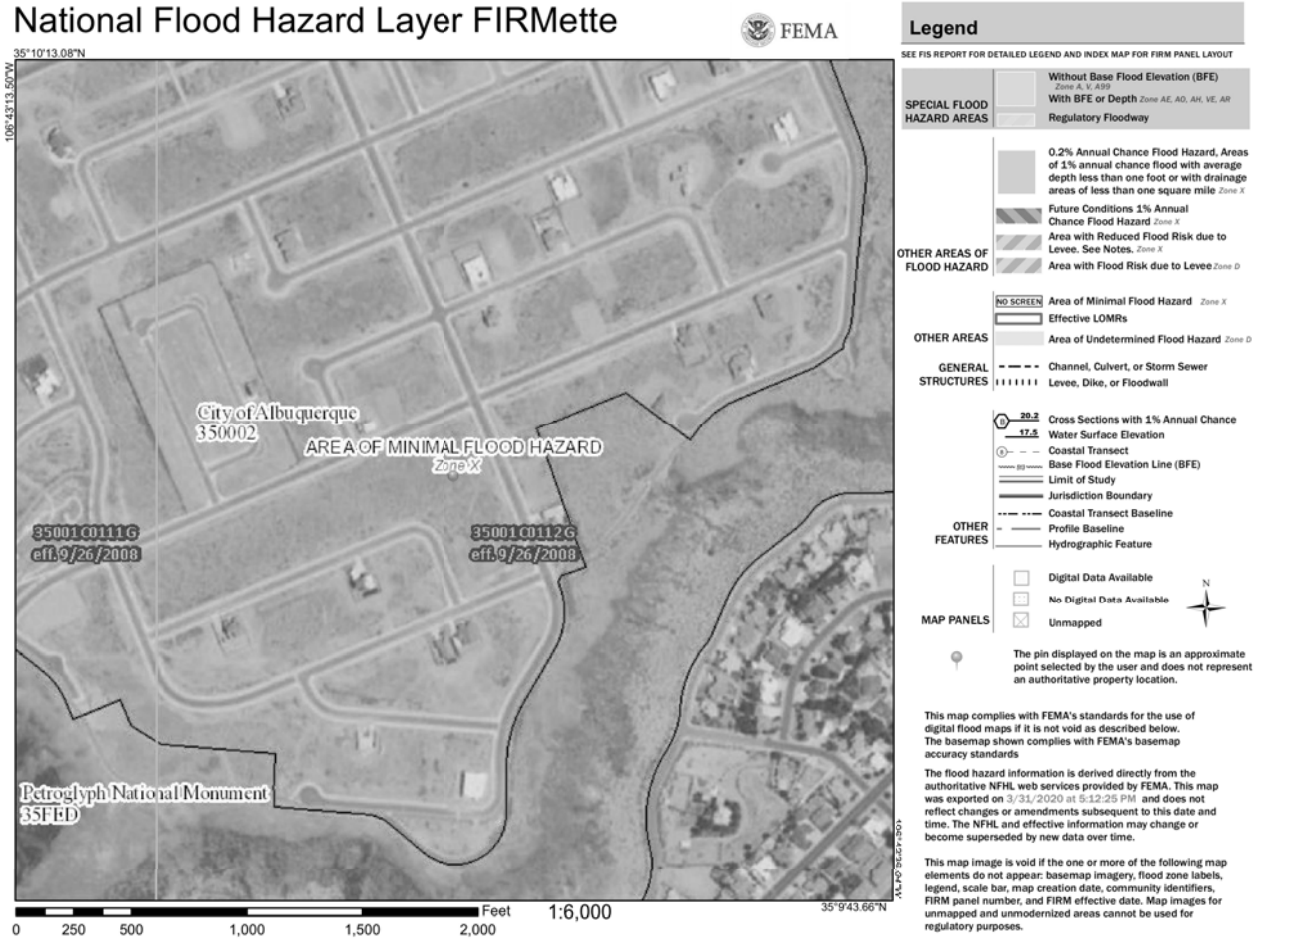 National Flood Hazard Layer FIRMette
FEMA
35°10'13.08"N
106°43'13.50"W
City of Albuquerque
350002
AREA OF MINIMAL FLOOD HAZARD
Zone X
35001C0111G
eff. 9/26/2008
35001C0112G
eff. 9/26/2008
Petroglyph National Monument
35FED
35°9'43.66"N
Feet
1:6,000
0 250 500 1,000 1,500 2,000
Legend
SEE FIS REPORT FOR DETAILED LEGEND AND INDEX MAP FOR FIRM PANEL LAYOUT
SPECIAL FLOOD
HAZARD AREAS
Without Base Flood Elevation (BFE)
Zone A, V, A99
With BFE or Depth Zone AE, AO, AH, VE, AR
Regulatory Floodway
OTHER AREAS OF
FLOOD HAZARD
0.2% Annual Chance Flood Hazard, Areas
of 1% annual chance flood with average
depth less than one foot or with drainage
areas of less than one square mile Zone X
Future Conditions 1% Annual
Chance Flood Hazard Zone X
Area with Reduced Flood Risk due to
Levee. See Notes. Zone X
Area with Flood Risk due to Levee Zone D
OTHER AREAS
NO SCREEN Area of Minimal Flood Hazard Zone X
Effective LOMRs
Area of Undetermined Flood Hazard Zone D
GENERAL
STRUCTURES
Channel, Culvert, or Storm Sewer
Levee, Dike, or Floodwall
OTHER
FEATURES
B 20.2 Cross Sections with 1% Annual Chance
17.5 Water Surface Elevation
8 Coastal Transect
Base Flood Elevation Line (BFE)
Limit of Study
Jurisdiction Boundary
Coastal Transect Baseline
Profile Baseline
Hydrographic Feature
MAP PANELS
Digital Data Available
No Digital Data Available
Unmapped
N
The pin displayed on the map is an approximate
point selected by the user and does not represent
an authoritative property location.
This map complies with FEMA's standards for the use of
digital flood maps if it is not void as described below.
The basemap shown complies with FEMA's basemap
accuracy standards
The flood hazard information is derived directly from the
authoritative NFHL web services provided by FEMA. This map
was exported on 3/31/2020 at 5:12:25 PM and does not
reflect changes or amendments subsequent to this date and
time. The NFHL and effective information may change or
become superseded by new data over time.
This map image is void if the one or more of the following map
elements do not appear: basemap imagery, flood zone labels,
legend, scale bar, map creation date, community identifiers,
FIRM panel number, and FIRM effective date. Map images for
unmapped and unmodernized areas cannot be used for
regulatory purposes.